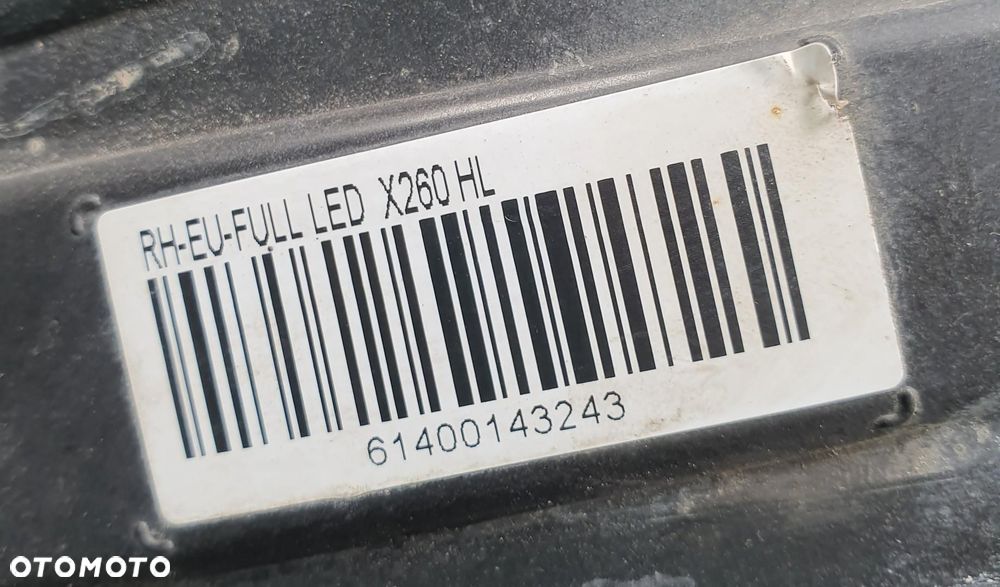 RH-EU-FULL LED X260 HL
61400143243
OTOMOTO